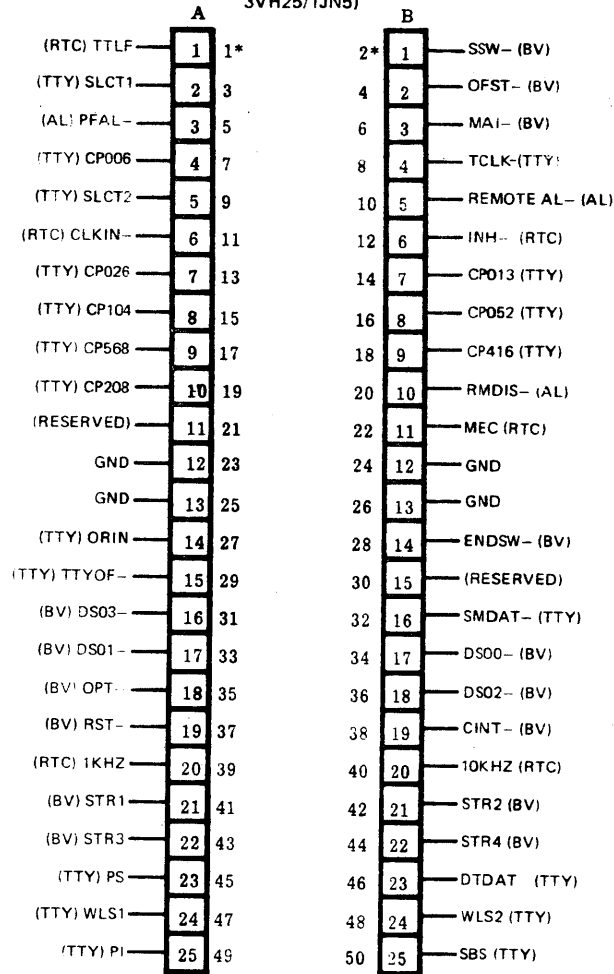 3VH25/1JN5)
A B
(RTC) TTLF 1 1* 2* 1 SSW– (BV)
(TTY) SLCT1 2 3 4 2 OFST– (BV)
(AL) PFAL– 3 5 6 3 MAI– (BV)
(TTY) CP006 4 7 8 4 TCLK–(TTY)
(TTY) SLCT2 5 9 10 5 REMOTE AL– (AL)
(RTC) CLKIN– 6 11 12 6 INH– (RTC)
(TTY) CP026 7 13 14 7 CP013 (TTY)
(TTY) CP104 8 15 16 8 CP052 (TTY)
(TTY) CP568 9 17 18 9 CP416 (TTY)
(TTY) CP208 10 19 20 10 RMDIS– (AL)
(RESERVED) 11 21 22 11 MEC (RTC)
GND 12 23 24 12 GND
GND 13 25 26 13 GND
(TTY) ORIN 14 27 28 14 ENDSW– (BV)
(TTY) TTYOF– 15 29 30 15 (RESERVED)
(BV) DS03– 16 31 32 16 SMDAT– (TTY)
(BV) DS01– 17 33 34 17 DS00– (BV)
(BV) OPT– 18 35 36 18 DS02– (BV)
(BV) RST– 19 37 38 19 CINT– (BV)
(RTC) 1KHZ 20 39 40 20 10KHZ (RTC)
(BV) STR1 21 41 42 21 STR2 (BV)
(BV) STR3 22 43 44 22 STR4 (BV)
(TTY) PS 23 45 46 23 DTDAT (TTY)
(TTY) WLS1 24 47 48 24 WLS2 (TTY)
(TTY) PI 25 49 50 25 SBS (TTY)